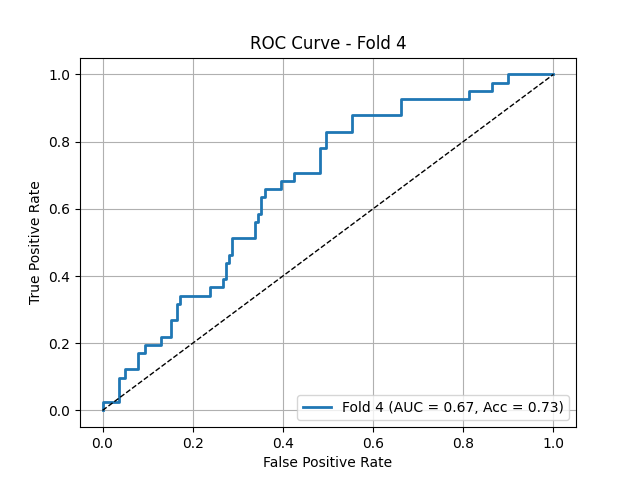 ROC Curve - Fold 4
True Positive Rate
1.0
0.8
0.6
0.4
0.2
0.0
Fold 4 (AUC = 0.67, Acc = 0.73)
0.0 0.2 0.4 0.6 0.8 1.0
False Positive Rate